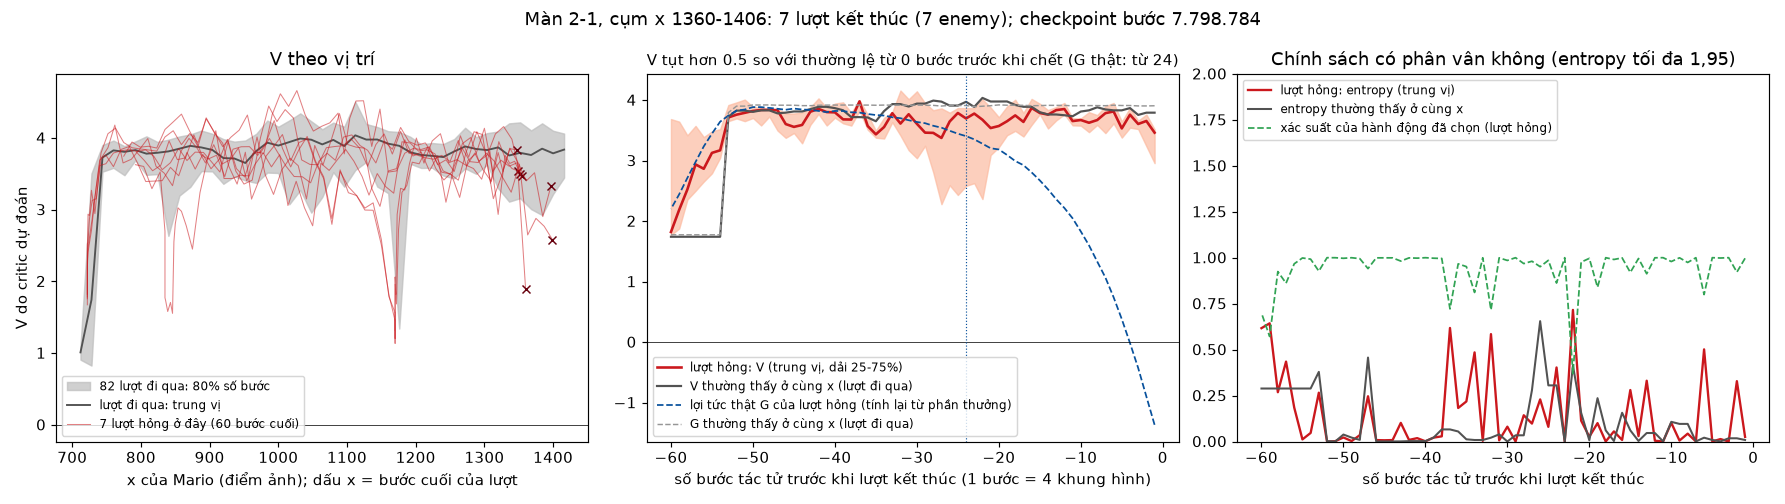 Màn 2-1, cụm x 1360-1406: 7 lượt kết thúc (7 enemy); checkpoint bước 7.798.784
V theo vị trí
V do critic dự đoán
4
3
2
1
0
82 lượt đi qua: 80% số bước
lượt đi qua: trung vị
7 lượt hỏng ở đây (60 bước cuối)
700 800 900 1000 1100 1200 1300 1400
x của Mario (điểm ảnh); dấu x = bước cuối của lượt
V tụt hơn 0.5 so với thường lệ từ 0 bước trước khi chết (G thật: từ 24)
4
3
2
1
0
−1
lượt hỏng: V (trung vị, dải 25-75%)
V thường thấy ở cùng x (lượt đi qua)
lợi tức thật G của lượt hỏng (tính lại từ phần thưởng)
G thường thấy ở cùng x (lượt đi qua)
−60 −50 −40 −30 −20 −10 0
số bước tác tử trước khi lượt kết thúc (1 bước = 4 khung hình)
Chính sách có phân vân không (entropy tối đa 1,95)
2.00
1.75
1.50
1.25
1.00
0.75
0.50
0.25
0.00
lượt hỏng: entropy (trung vị)
entropy thường thấy ở cùng x
xác suất của hành động đã chọn (lượt hỏng)
−60 −50 −40 −30 −20 −10 0
số bước tác tử trước khi lượt kết thúc